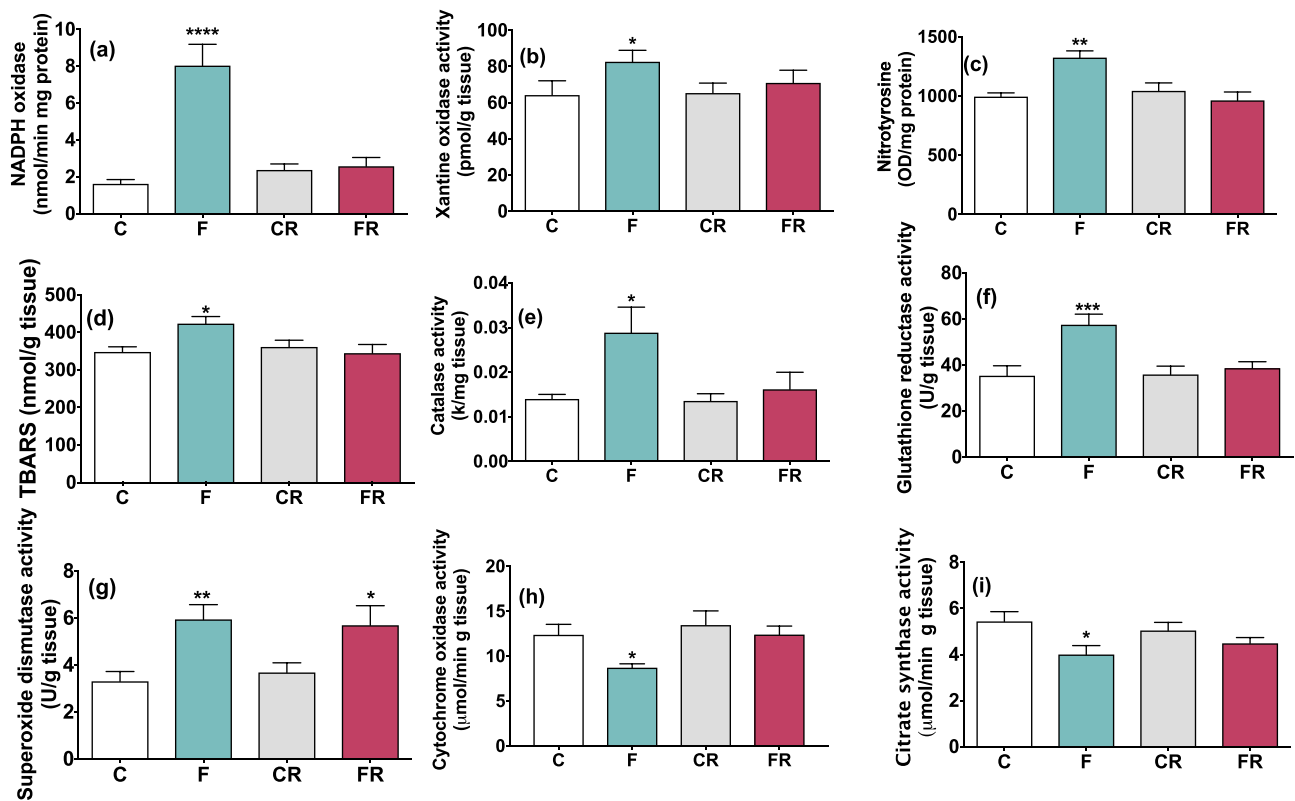 (a)
NADPH oxidase
(nmol/min mg protein)
10
8
6
4
2
0
****
C F CR FR
(b)
Xantine oxidase activity
(pmol/g tissue)
100
80
60
40
20
0
*
C F CR FR
(c)
Nitrotyrosine
(OD/mg protein)
1500
1000
500
0
**
C F CR FR
(d)
TBARS (nmol/g tissue)
500
400
300
200
100
0
*
C F CR FR
(e)
Catalase activity
(k/mg tissue)
0.04
0.03
0.02
0.01
0.00
*
C F CR FR
(f)
Glutathione reductase activity
(U/g tissue)
80
60
40
20
0
***
C F CR FR
(g)
Superoxide dismutase activity
(U/g tissue)
8
6
4
2
0
**
*
C F CR FR
(h)
Cytochrome oxidase activity
(μmol/min g tissue)
20
15
10
5
0
*
C F CR FR
(i)
Citrate synthase activity
(μmol/min g tissue)
8
6
4
2
0
*
C F CR FR